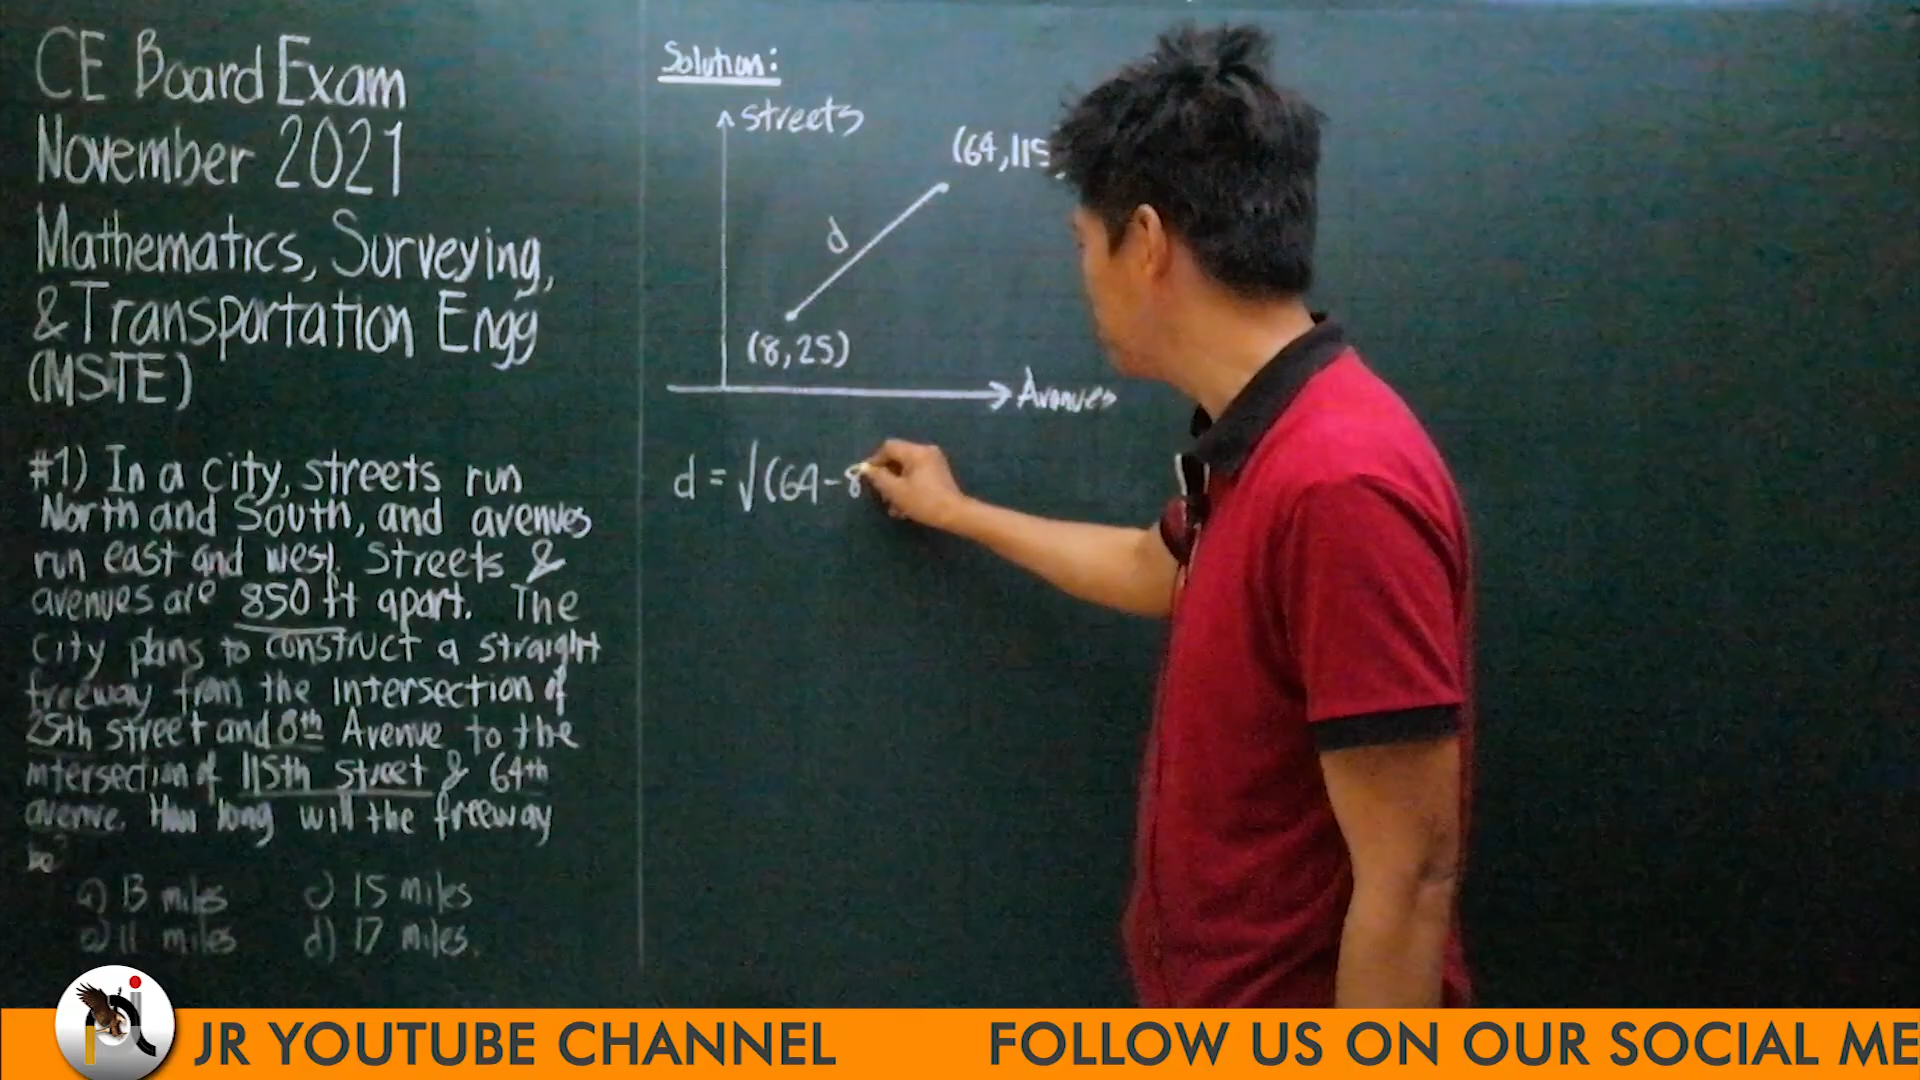 CE Board Exam
November 2021
Mathematics, Surveying,
& Transportation Engg
(MSTE)
#1) In a city, streets run
North and South, and avenues
run east and west. Streets &
avenues are 850 ft apart. The
city plans to construct a straight
freeway from the intersection of
25th street and 8th Avenue to the
intersection of 115th street & 64th
avenue. How long will the freeway
be?
a) 13 miles c) 15 miles
11 miles d) 17 miles.
Solution:
streets
(64,115
d
(8,25)
Avenues
d = √(64-8
JR YOUTUBE CHANNEL FOLLOW US ON OUR SOCIAL ME